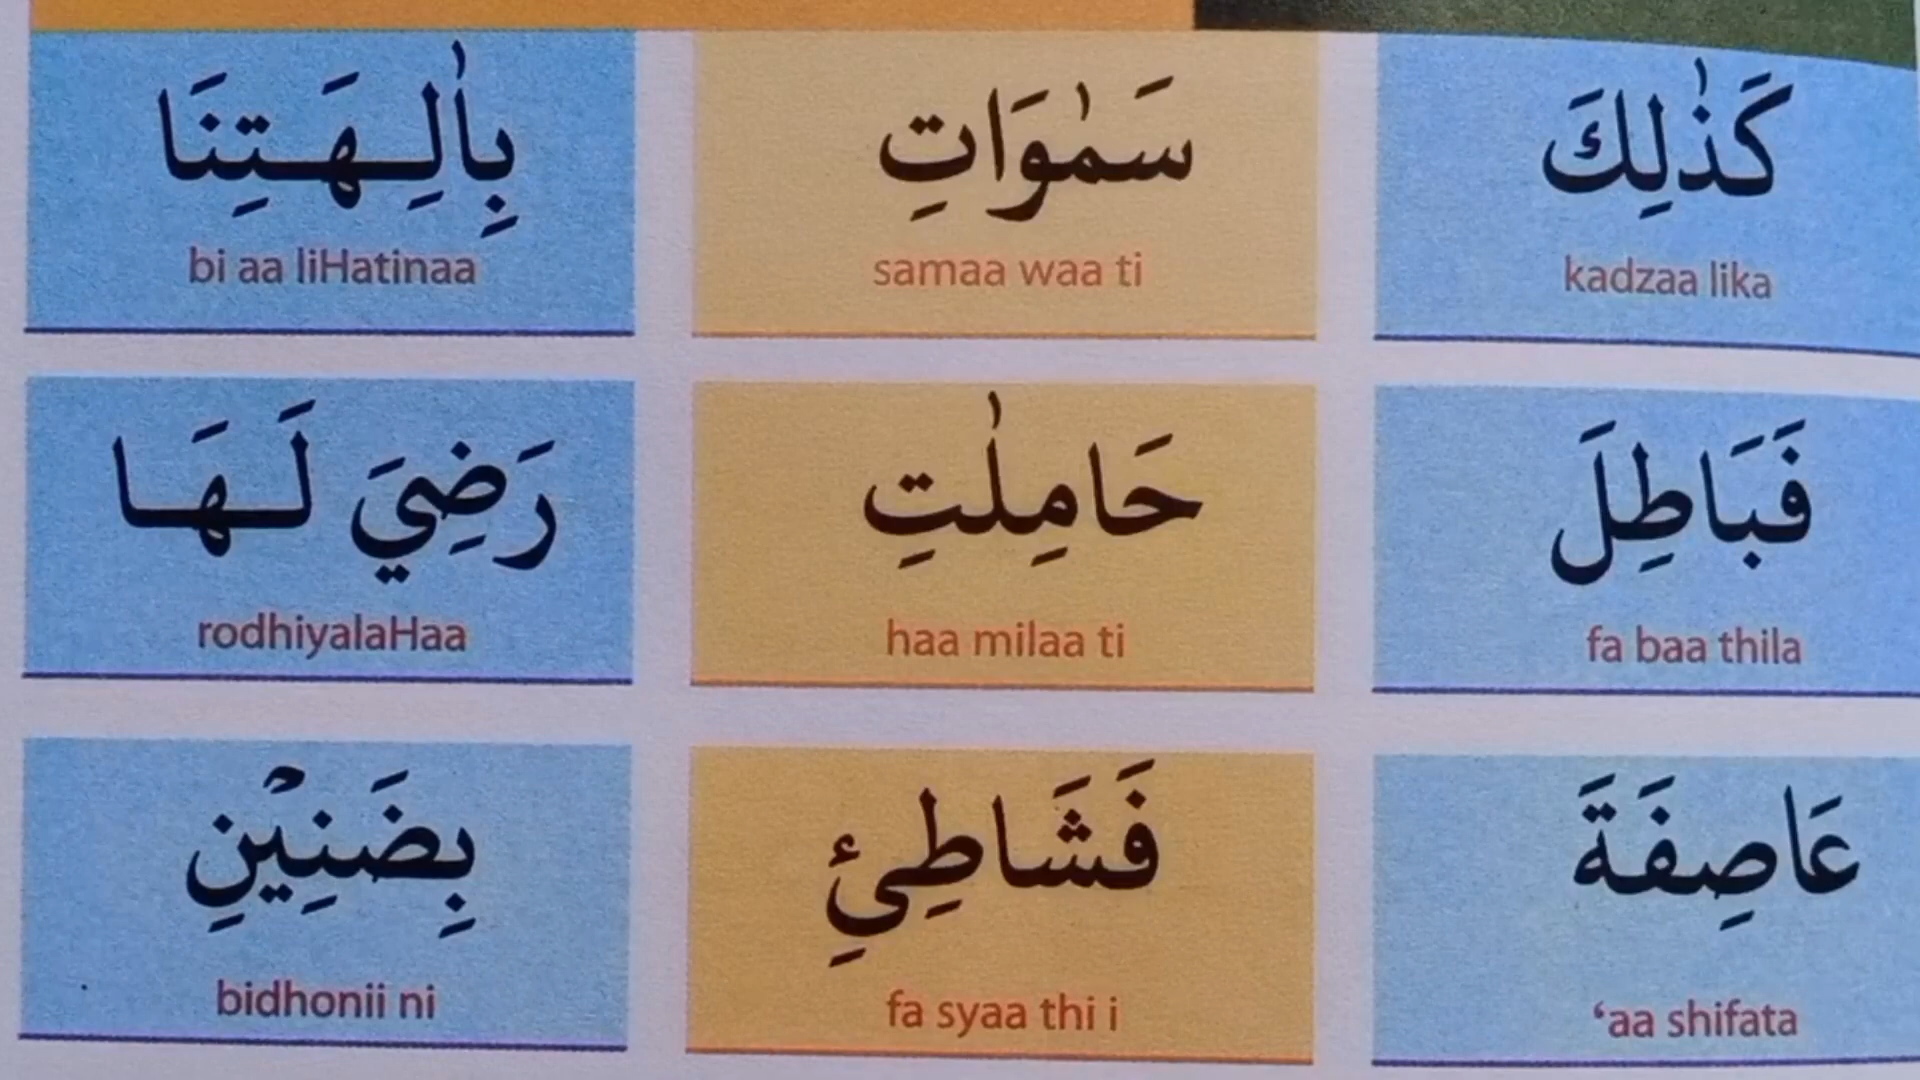 كَذٰلِكَ سَمٰوَاتِ بِاٰلِـهَـتِنَا
kadzaa lika samaa waa ti bi aa liHatinaa
فَبَاطِلَ حَامِلٰتِ رَضِيَ لَـهَـا
fa baa thila haa milaa ti rodhiyalaHaa
عَاصِفَةَ فَشَاطِئِ بِضَنِيْنِ
‘aa shifata fa syaa thi i bidhonii ni